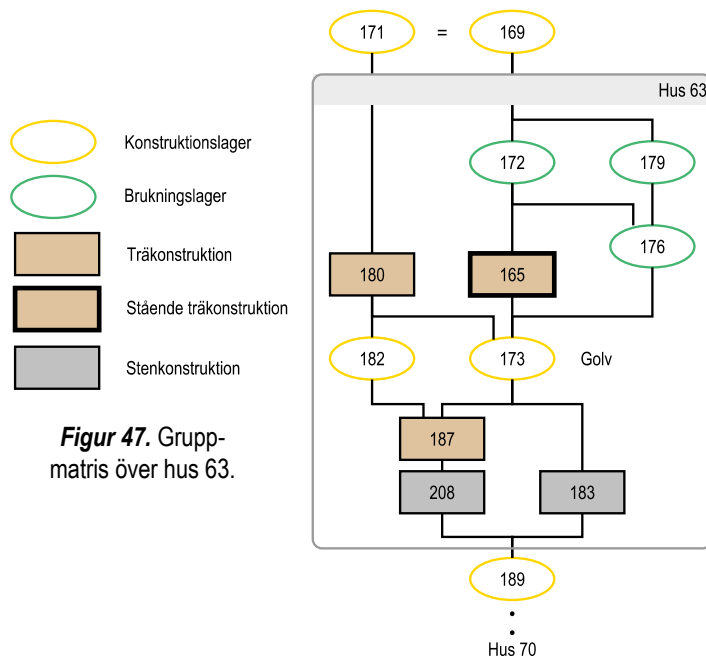 171 = 169
Hus 63
Konstruktionslager
172 179
Brukningslager
176
Träkonstruktion
180 165
Stående träkonstruktion
182 173 Golv
Stenkonstruktion
187
Figur 47. Grupp-
matris över hus 63.
208 183
189
Hus 70